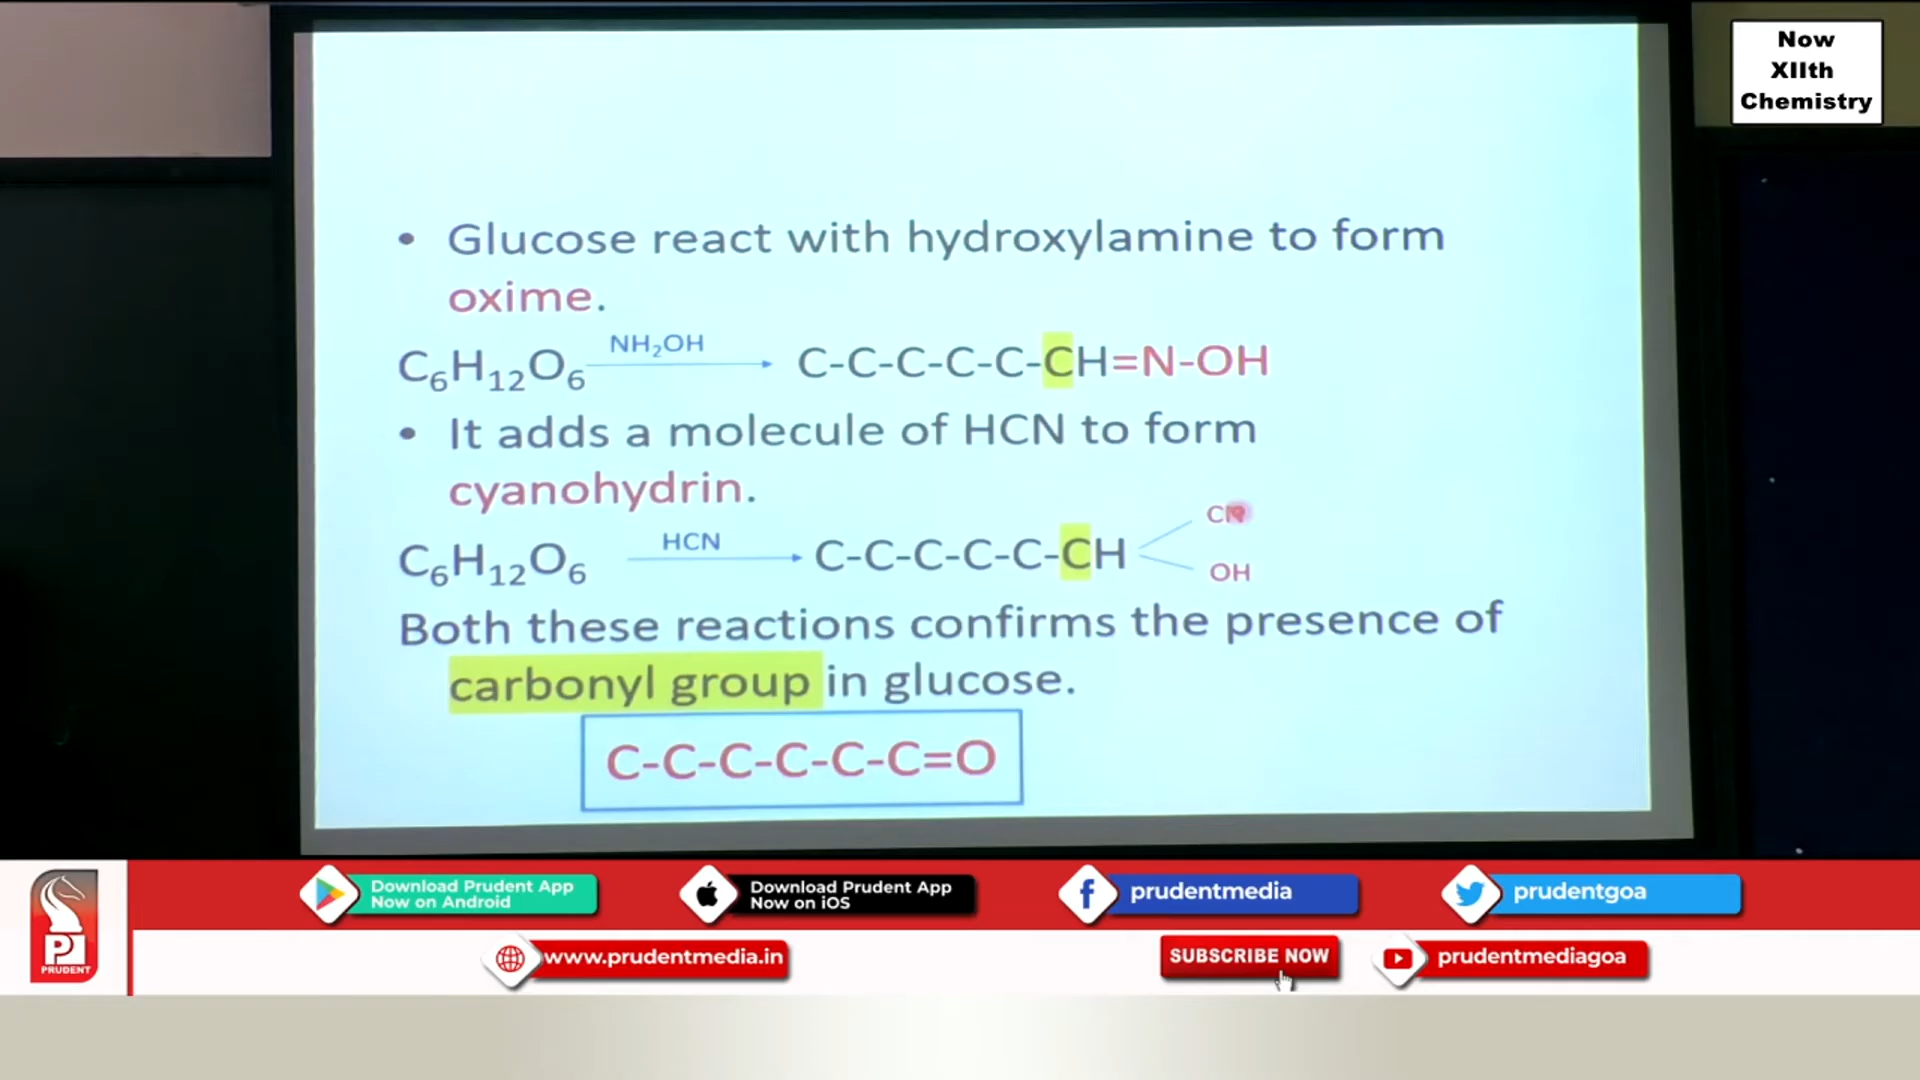 Now
XIIth
Chemistry
• Glucose react with hydroxylamine to form
oxime.
C₆H₁₂O₆ NH₂OH C-C-C-C-C-CH=N-OH
• It adds a molecule of HCN to form
cyanohydrin.
C₆H₁₂O₆ HCN C-C-C-C-C-CH
CN
OH
Both these reactions confirms the presence of
carbonyl group in glucose.
C-C-C-C-C-C=O
Download Prudent App
Now on Android
Download Prudent App
Now on iOS
prudentmedia
prudentgoa
PRUDENT
www.prudentmedia.in
SUBSCRIBE NOW
prudentmediagoa